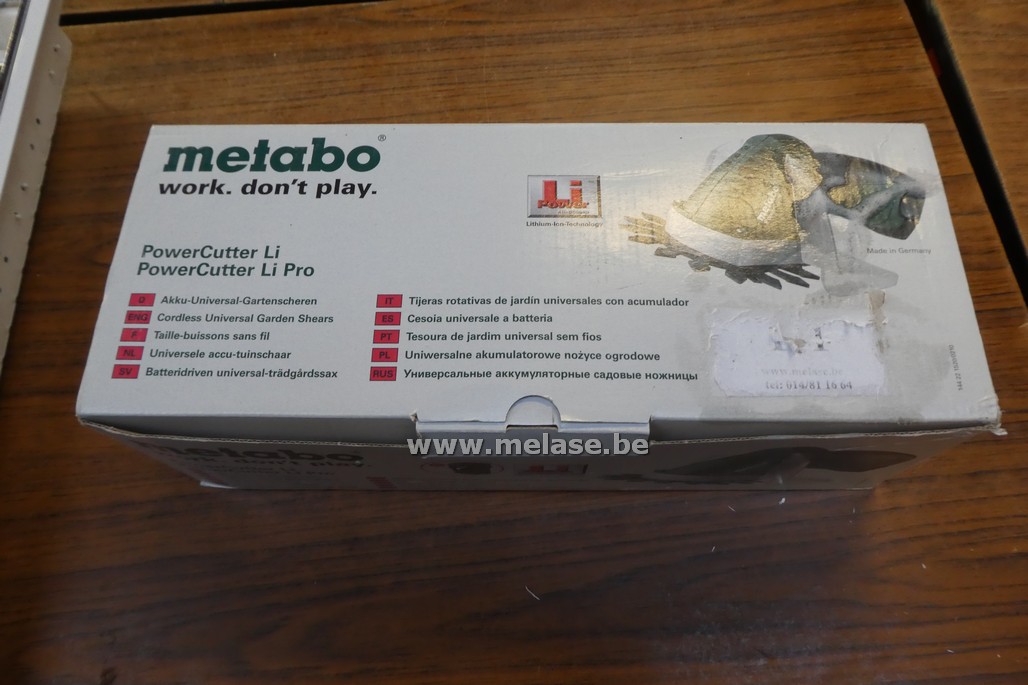 metabo®
work. don't play.
Li
Power
Lithium-Ion-Technology
Made in Germany
PowerCutter Li
PowerCutter Li Pro
D Akku-Universal-Gartenscheren
ENG Cordless Universal Garden Shears
F Taille-buissons sans fil
NL Universele accu-tuinschaar
SV Batteridriven universal-trädgårdssax
IT Tijeras rotativas de jardín universales con acumulador
ES Cesoia universale a batteria
PT Tesoura de jardim universal sem fios
PL Uniwersalne akumulatorowe nożyce ogrodowe
RUS Универсальные аккумуляторные садовые ножницы
www.melase.be
tel: 014/81 16 64
www.melase.be
metabo
don't play.